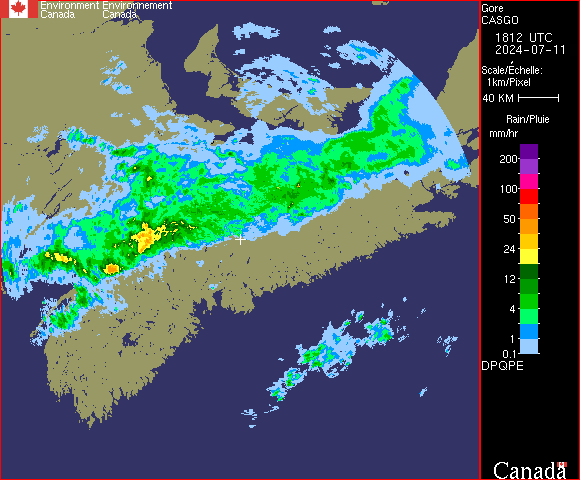 Environment Environnement
Canada Canada
Gore
CASGO
1812 UTC
2024-07-11
Scale/Échelle:
1km/Pixel
40 KM
Rain/Pluie
mm/hr
200
100
50
24
12
4
1
0.1
DPQPE
Canada